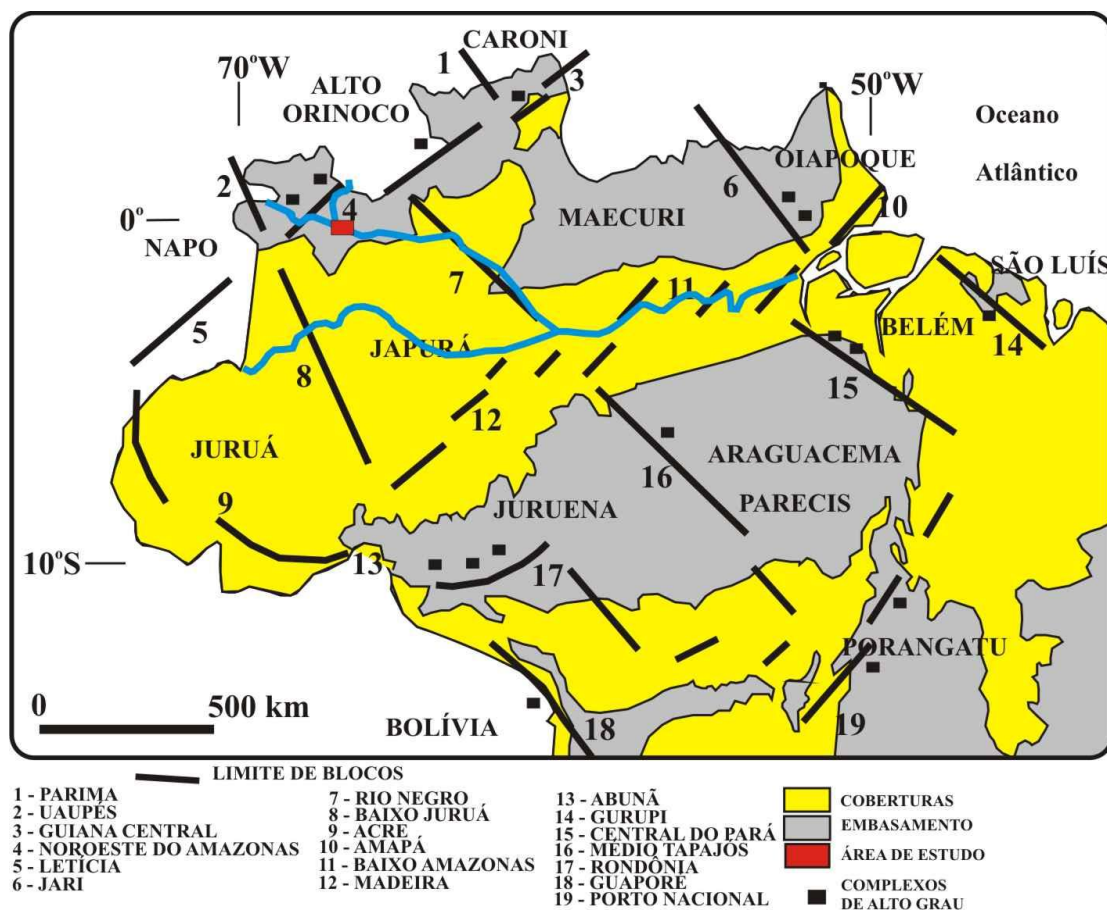 CARONI
70°W
1
3
50°W
ALTO
ORINOCO
Oceano
Atlântico
OIAPOQUE
2
6
4
0°
MAECURI
10
NAPO
SÃO LUÍS
7
11
5
BELÉM
JAPURÁ
14
8
15
12
JURUÁ
ARAGUACEMA
16
PARECIS
9
JURUENA
10°S
13
17
PORANGATU
0
500 km
BOLÍVIA
18
19
LIMITE DE BLOCOS
1 - PARIMA
2 - UAUPÉS
3 - GUIANA CENTRAL
4 - NOROESTE DO AMAZONAS
5 - LETÍCIA
6 - JARI
7 - RIO NEGRO
8 - BAIXO JURUÁ
9 - ACRE
10 - AMAPÁ
11 - BAIXO AMAZONAS
12 - MADEIRA
13 - ABUNÃ
14 - GURUPI
15 - CENTRAL DO PARÁ
16 - MÉDIO TAPAJÓS
17 - RONDÔNIA
18 - GUAPORÉ
19 - PORTO NACIONAL
COBERTURAS
EMBASAMENTO
ÁREA DE ESTUDO
COMPLEXOS
DE ALTO GRAU